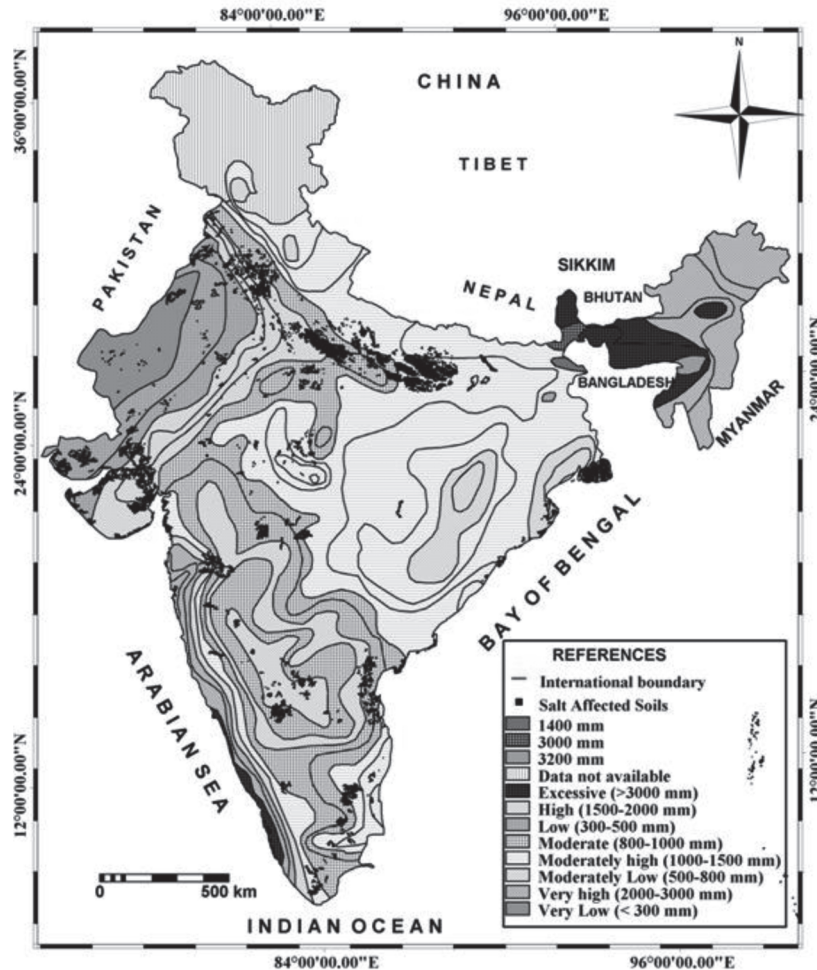 84°00'00.00"E 96°00'00.00"E
N
CHINA
36°00'00.00"N
TIBET
PAKISTAN
SIKKIM
NEPAL
BHUTAN
BANGLADESH
24°00'00.00"N
24°00'00.00"N
MYANMAR
BAY OF BENGAL
ARABIAN SEA
REFERENCES
International boundary
Salt Affected Soils
1400 mm
3000 mm
3200 mm
Data not available
Excessive (>3000 mm)
High (1500-2000 mm)
Low (300-500 mm)
Moderate (800-1000 mm)
Moderately high (1000-1500 mm)
Moderately Low (500-800 mm)
Very high (2000-3000 mm)
Very Low (< 300 mm)
12°00'00.00"N
12°00'00.00"N
0 500 km
INDIAN OCEAN
84°00'00.00"E 96°00'00.00"E